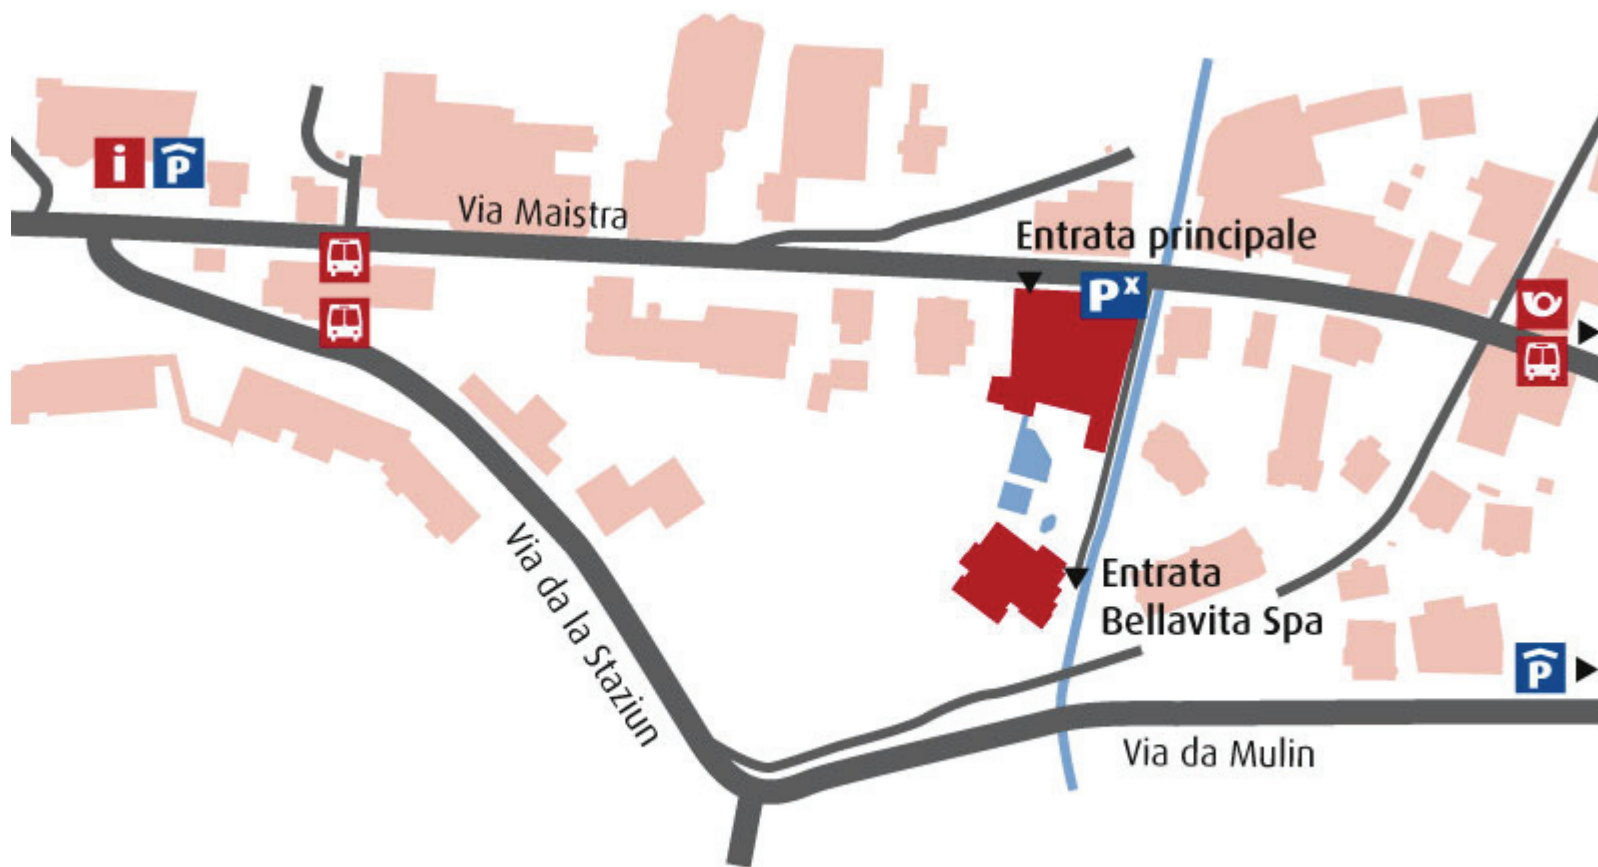 i
P
Via Maistra
Entrata principale
P x
Via da la Staziun
Entrata
Bellavita Spa
P
Via da Mulin